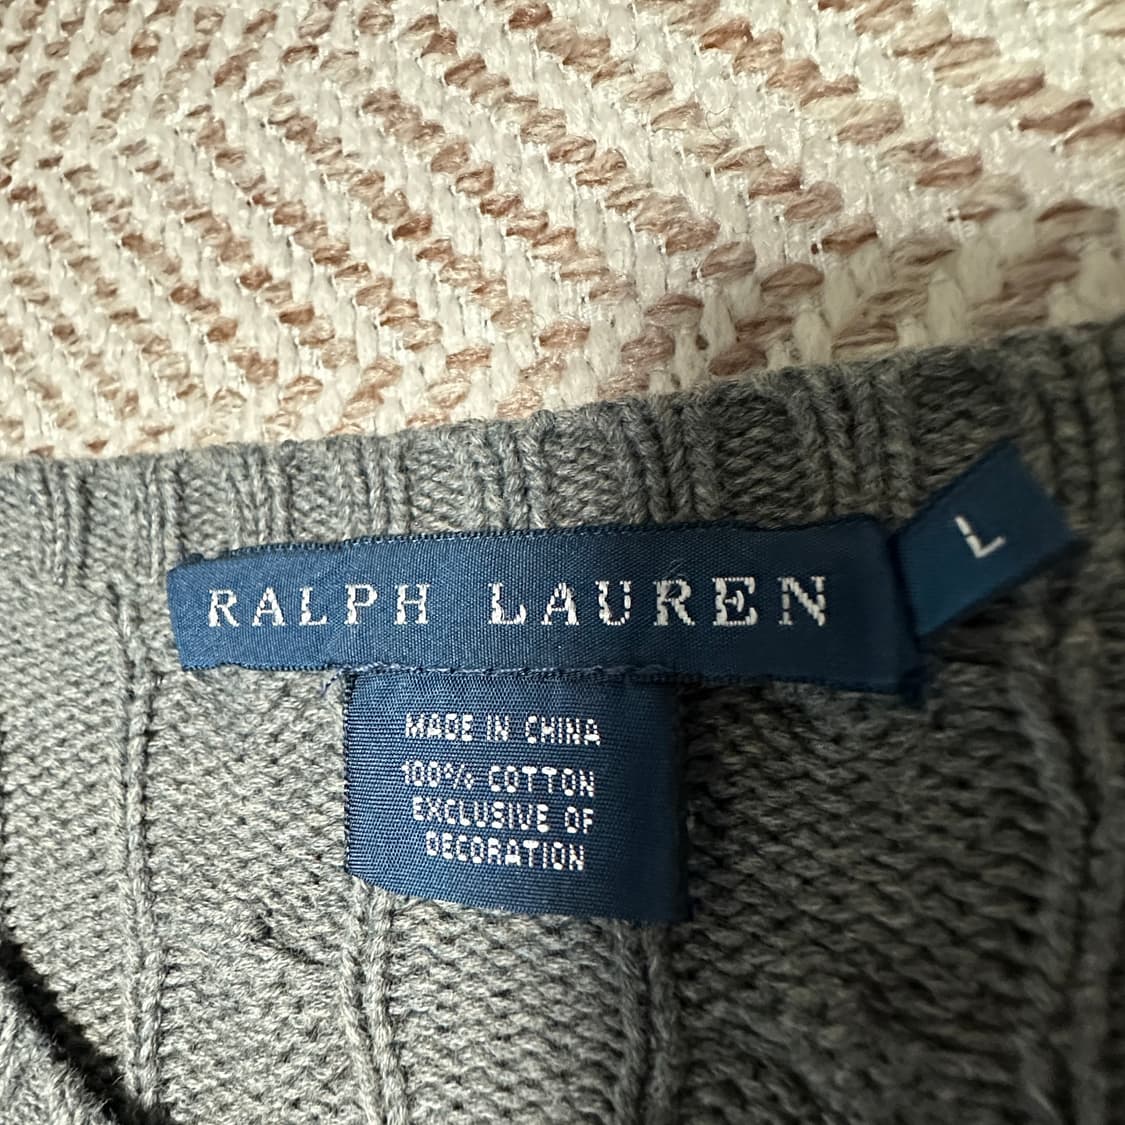 RALPH LAUREN
L
MADE IN CHINA
100% COTTON
EXCLUSIVE OF
DECORATION